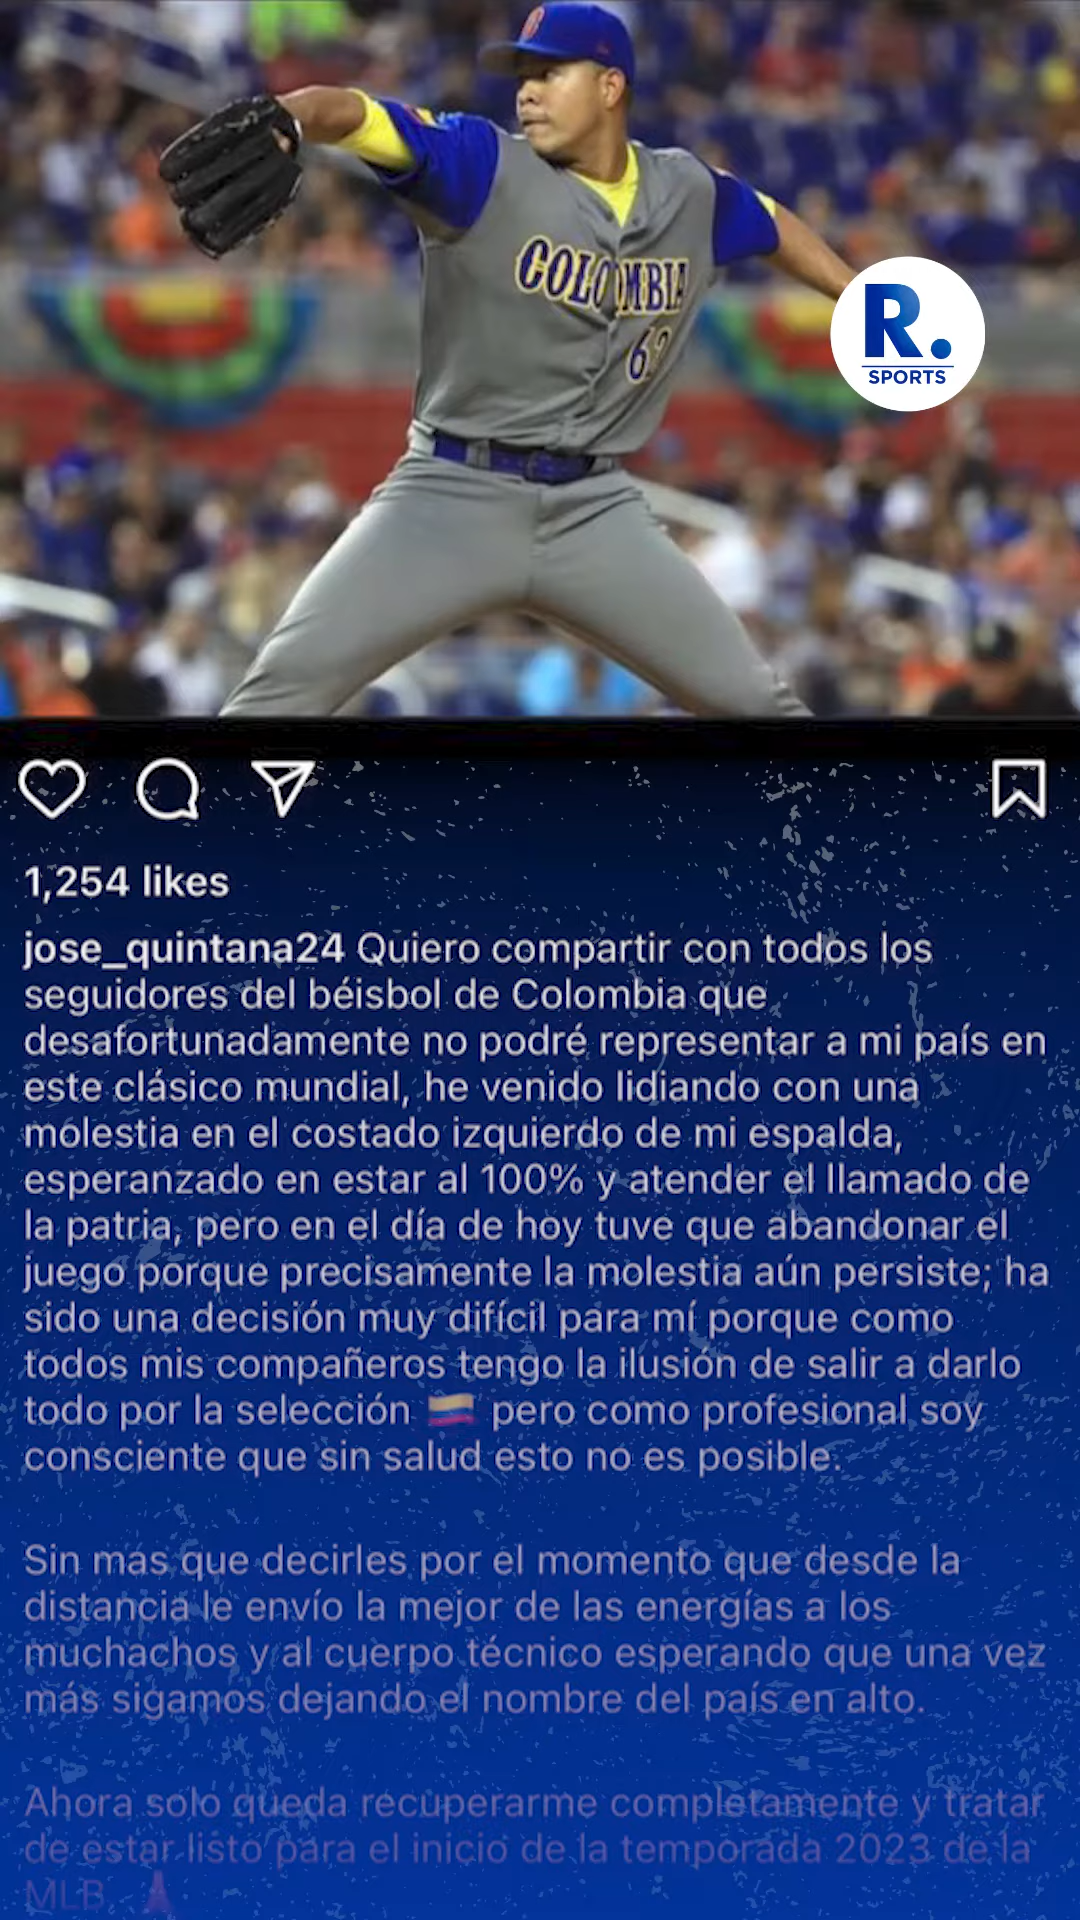 COLOMBIA
62
R.
SPORTS
1,254 likes
jose_quintana24 Quiero compartir con todos los
seguidores del béisbol de Colombia que
desafortunadamente no podré representar a mi país en
este clásico mundial, he venido lidiando con una
molestia en el costado izquierdo de mi espalda,
esperanzado en estar al 100% y atender el llamado de
la patria, pero en el día de hoy tuve que abandonar el
juego porque precisamente la molestia aún persiste; ha
sido una decisión muy difícil para mí porque como
todos mis compañeros tengo la ilusión de salir a darlo
todo por la selección 🇨🇴 pero como profesional soy
consciente que sin salud esto no es posible.
Sin más que decirles por el momento que desde la
distancia le envío la mejor de las energías a los
muchachos y al cuerpo técnico esperando que una vez
más sigamos dejando el nombre del país en alto.
Ahora solo queda recuperarme completamente y tratar
de estar listo para el inicio de la temporada 2023 de la
MLB.